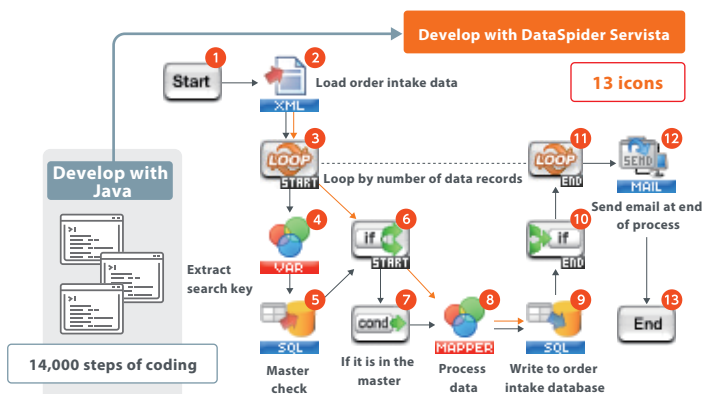 Develop with DataSpider Servista
13 icons
1
Start
2
XML
Load order intake data
3
LOOP
START
Loop by number of data records
11
LOOP
END
12
SEND
MAIL
Send email at end
of process
Develop with
Java
14,000 steps of coding
Extract
search key
4
VAR
5
SQL
Master
check
6
if
START
7
cond
If it is in the
master
8
MAPPER
Process
data
9
SQL
Write to order
intake database
10
if
END
13
End